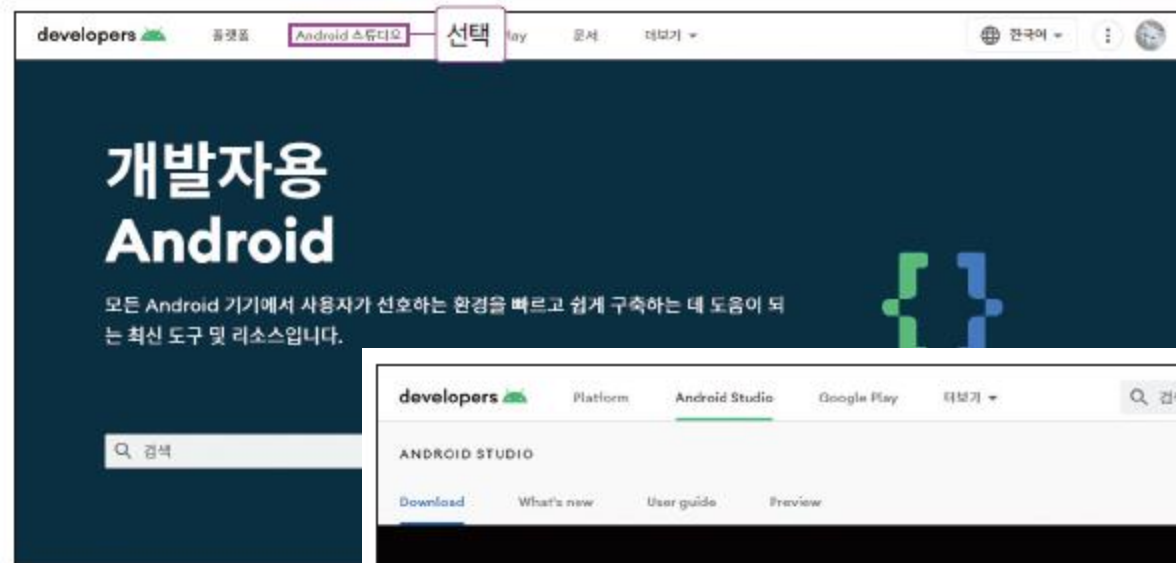 developers 플랫폼 Android 스튜디오 선택 lay 문서 더보기 한국어
개발자용
Android
모든 Android 기기에서 사용자가 선호하는 환경을 빠르고 쉽게 구축하는 데 도움이 되
는 최신 도구 및 리소스입니다.
검색
developers Platform Android Studio Google Play 더보기
ANDROID STUDIO
Download What's new User guide Preview